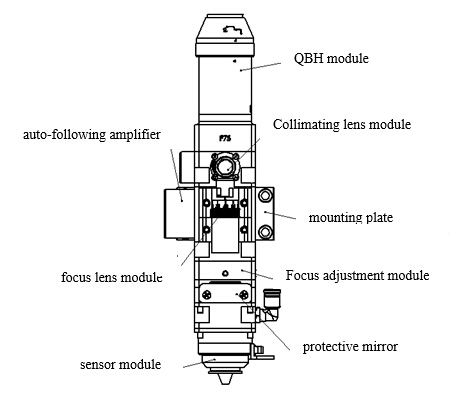 QBH module
Collimating lens module
auto-following amplifier
F75
mounting plate
focus lens module
Focus adjustment module
protective mirror
sensor module